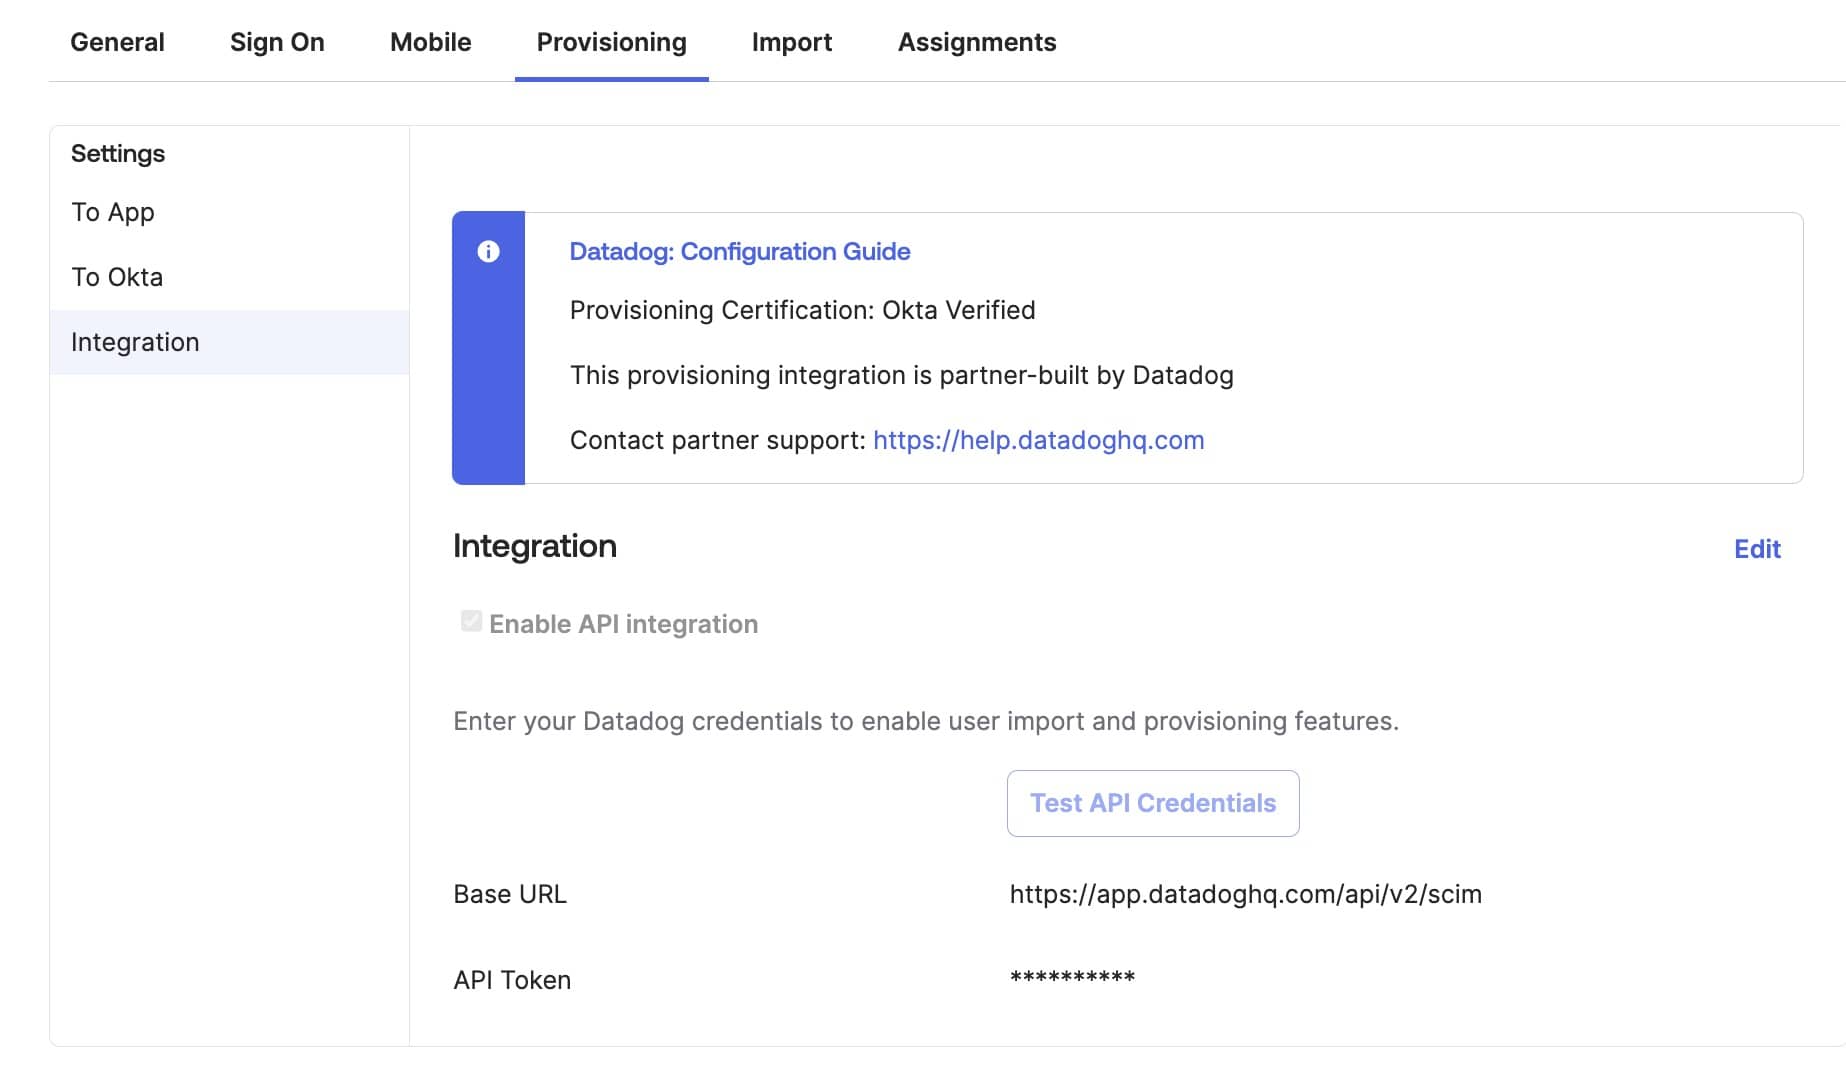 General Sign On Mobile Provisioning Import Assignments
Settings
To App
To Okta
Integration
Datadog: Configuration Guide
Provisioning Certification: Okta Verified
This provisioning integration is partner-built by Datadog
Contact partner support: https://help.datadoghq.com
Integration Edit
Enable API integration
Enter your Datadog credentials to enable user import and provisioning features.
Test API Credentials
Base URL https://app.datadoghq.com/api/v2/scim
API Token **********